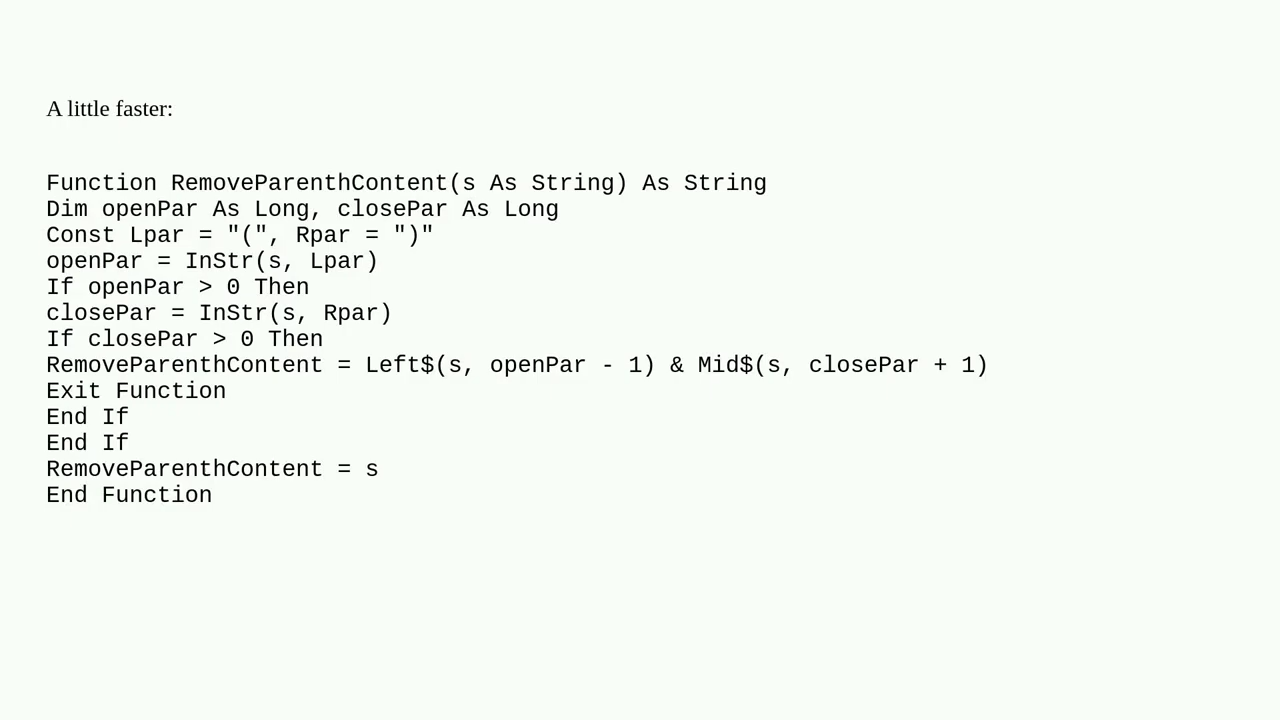 A little faster:
Function RemoveParenthContent(s As String) As String
Dim openPar As Long, closePar As Long
Const Lpar = "(", Rpar = ")"
openPar = InStr(s, Lpar)
If openPar > 0 Then
closePar = InStr(s, Rpar)
If closePar > 0 Then
RemoveParenthContent = Left$(s, openPar - 1) & Mid$(s, closePar + 1)
Exit Function
End If
End If
RemoveParenthContent = s
End Function